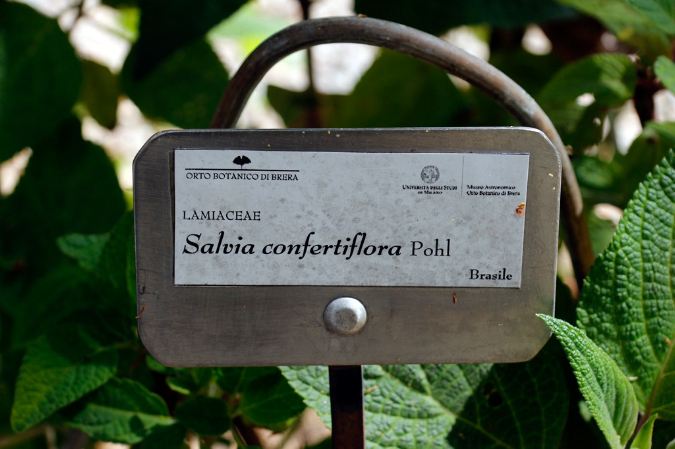 ORTO BOTANICO DI BRERA
UNIVERSITÀ DEGLI STUDI
DI MILANO
Museo Astronomico
Orto Botanico di Brera
LAMIACEAE
Salvia confertiflora Pohl
Brasile